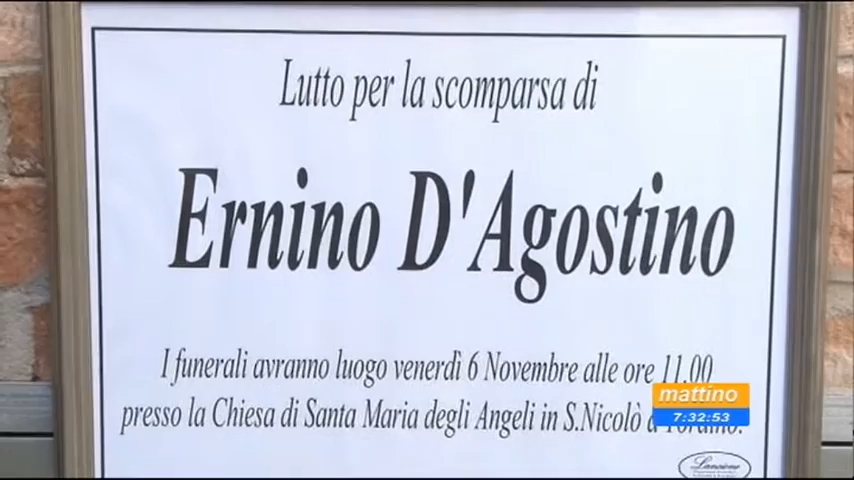 Lutto per la scomparsa di
Ernino D'Agostino
I funerali avranno luogo venerdì 6 Novembre alle ore 11.00
presso la Chiesa di Santa Maria degli Angeli in S.Nicolò a Tordino.
mattino
7:32:53
Lanzione